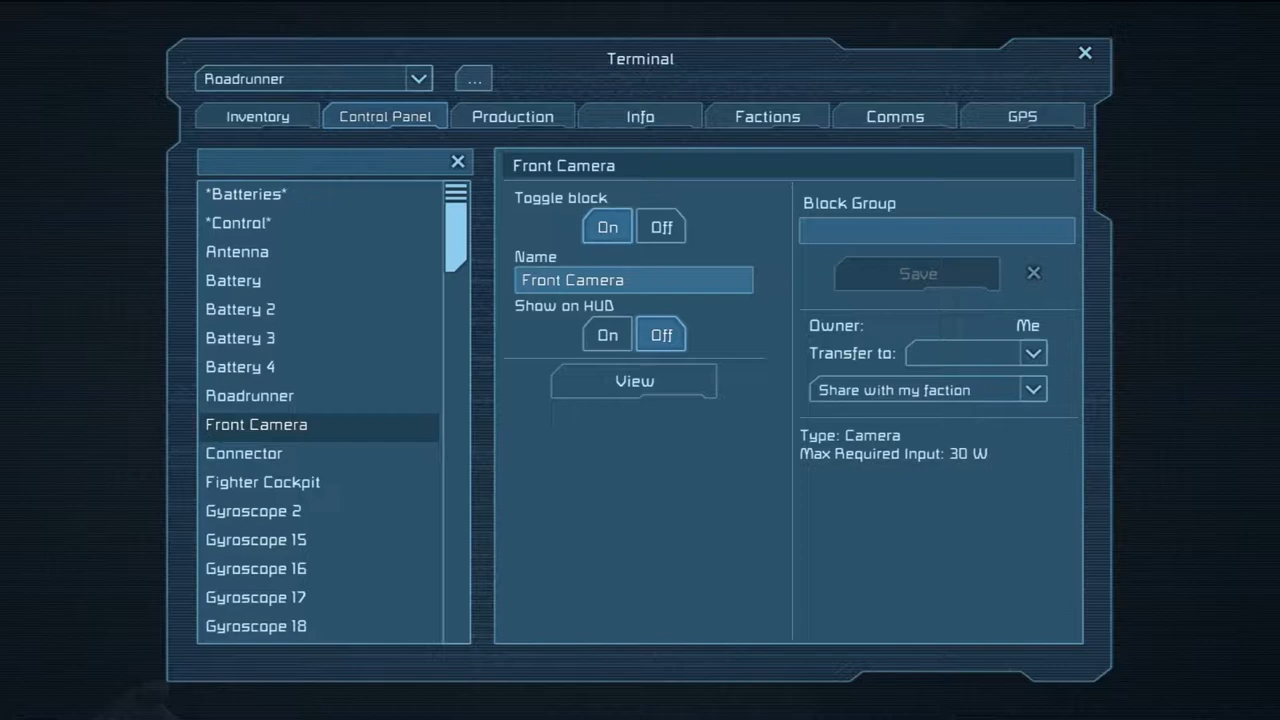 Terminal
Roadrunner
...
Inventory
Control Panel
Production
Info
Factions
Comms
GPS
*Batteries*
*Control*
Antenna
Battery
Battery 2
Battery 3
Battery 4
Roadrunner
Front Camera
Connector
Fighter Cockpit
Gyroscope 2
Gyroscope 15
Gyroscope 16
Gyroscope 17
Gyroscope 18
Front Camera
Toggle block
On Off
Name
Front Camera
Show on HUD
On Off
View
Block Group
Save
Owner: Me
Transfer to:
Share with my faction
Type: Camera
Max Required Input: 30 W